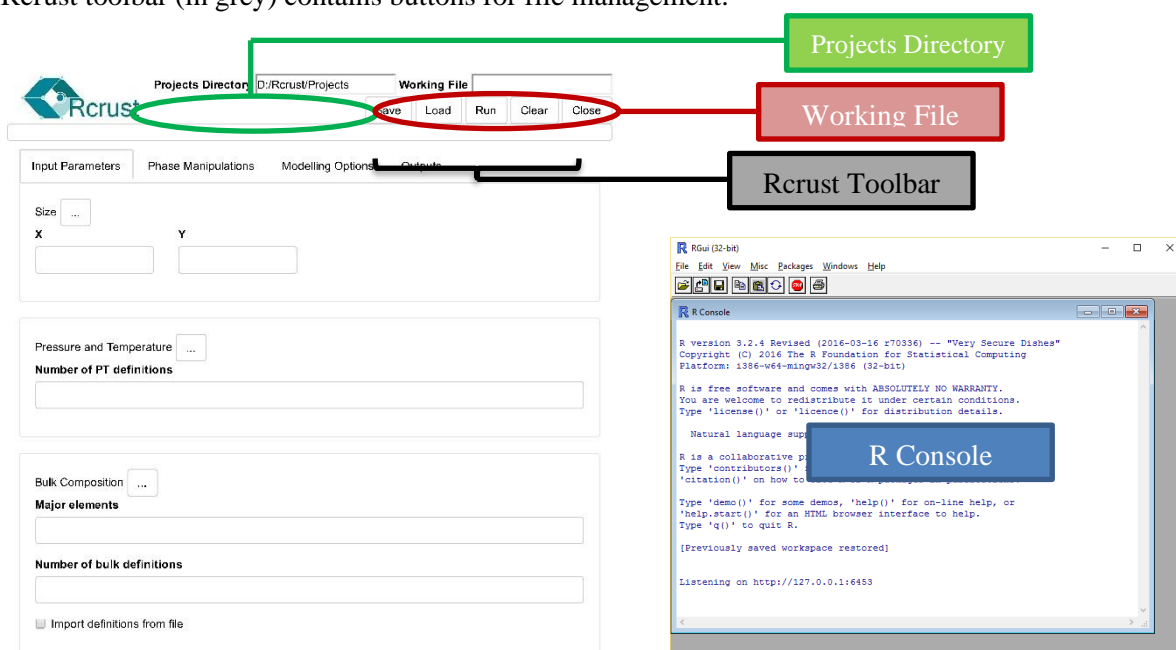 Rcrust toolbar (in grey) contains buttons for file management.
Projects Directory
Projects Directory D:/Rcrust/Projects Working File
Rcrust
Save Load Run Clear Close
Working File
Input Parameters Phase Manipulations Modelling Options Outputs
Rcrust Toolbar
Size ...
X Y
Pressure and Temperature ...
Number of PT definitions
Bulk Composition ...
Major elements
Number of bulk definitions
Import definitions from file
RGui (32-bit)
File Edit View Misc Packages Windows Help
STOP
R Console
R version 3.2.4 Revised (2016-03-16 r70336) -- "Very Secure Dishes"
Copyright (C) 2016 The R Foundation for Statistical Computing
Platform: i386-w64-mingw32/i386 (32-bit)
R is free software and comes with ABSOLUTELY NO WARRANTY.
You are welcome to redistribute it under certain conditions.
Type 'license()' or 'licence()' for distribution details.
Natural language
R is a collaborative
R Console
Type 'contributors()'
'citation()' on how to
Type 'demo()' for some demos, 'help()' for on-line help, or
'help.start()' for an HTML browser interface to help.
Type 'q()' to quit R.
[Previously saved workspace restored]
Listening on http://127.0.0.1:6453